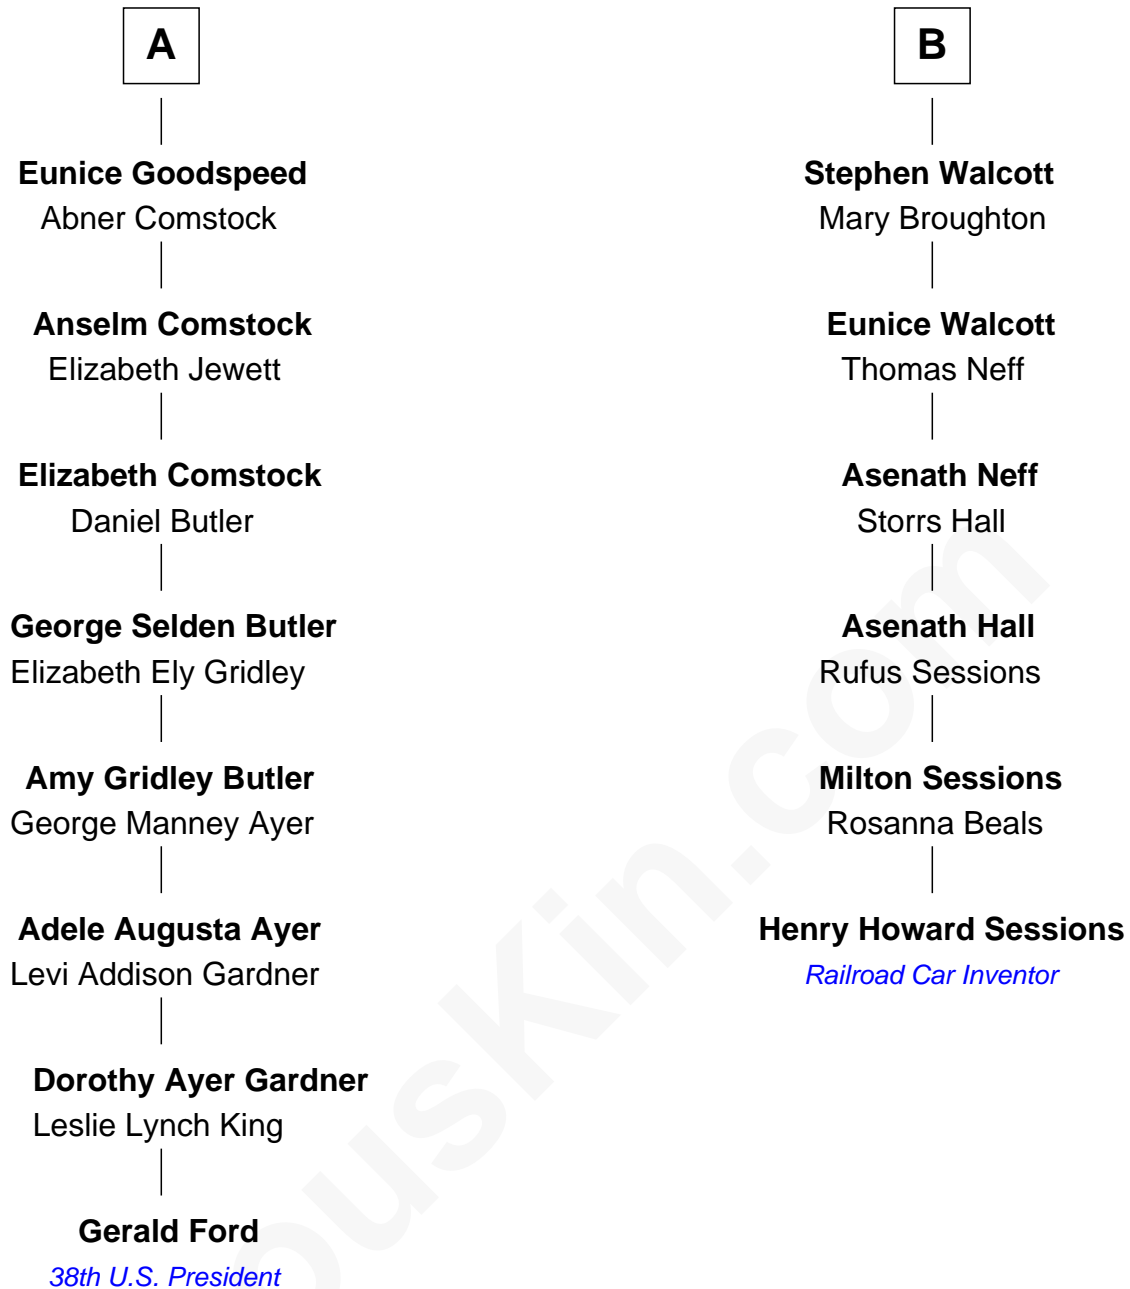 A
Eunice Goodspeed
Abner Comstock
Anselm Comstock
Elizabeth Jewett
Elizabeth Comstock
Daniel Butler
George Selden Butler
Elizabeth Ely Gridley
Amy Gridley Butler
George Manney Ayer
Adele Augusta Ayer
Levi Addison Gardner
Dorothy Ayer Gardner
Leslie Lynch King
Gerald Ford
38th U.S. President
B
Stephen Walcott
Mary Broughton
Eunice Walcott
Thomas Neff
Asenath Neff
Storrs Hall
Asenath Hall
Rufus Sessions
Milton Sessions
Rosanna Beals
Henry Howard Sessions
Railroad Car Inventor
ousKin.com